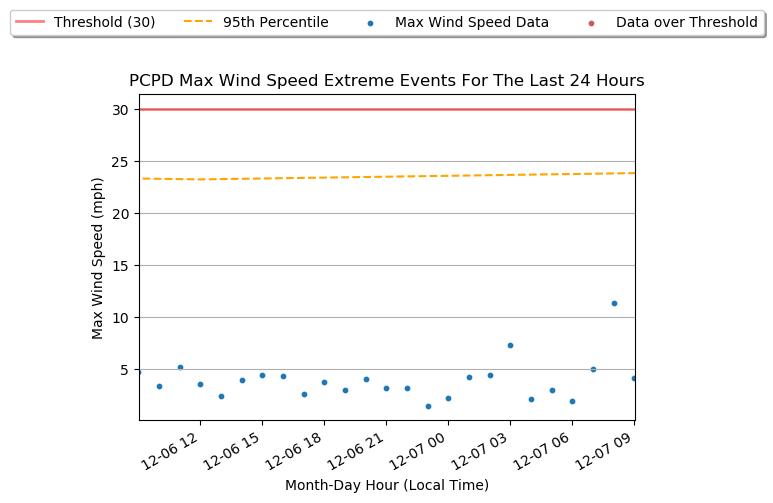 Threshold (30) 95th Percentile Max Wind Speed Data Data over Threshold
PCPD Max Wind Speed Extreme Events For The Last 24 Hours
30
25
20
15
10
5
Max Wind Speed (mph)
12-06 12 12-06 15 12-06 18 12-06 21 12-07 00 12-07 03 12-07 06 12-07 09
Month-Day Hour (Local Time)